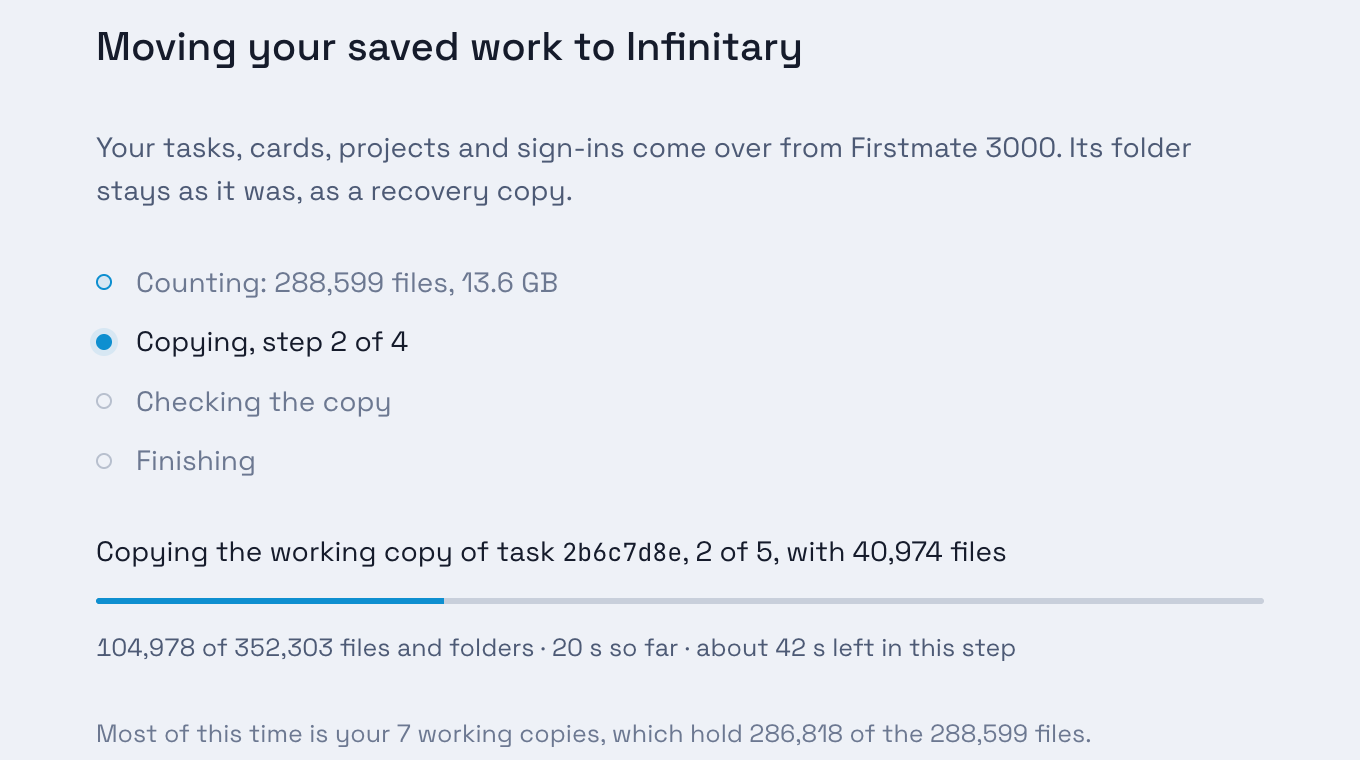 Moving your saved work to Infinitary
Your tasks, cards, projects and sign-ins come over from Firstmate 3000. Its folder
stays as it was, as a recovery copy.
Counting: 288,599 files, 13.6 GB
Copying, step 2 of 4
Checking the copy
Finishing
Copying the working copy of task 2b6c7d8e, 2 of 5, with 40,974 files
104,978 of 352,303 files and folders · 20 s so far · about 42 s left in this step
Most of this time is your 7 working copies, which hold 286,818 of the 288,599 files.